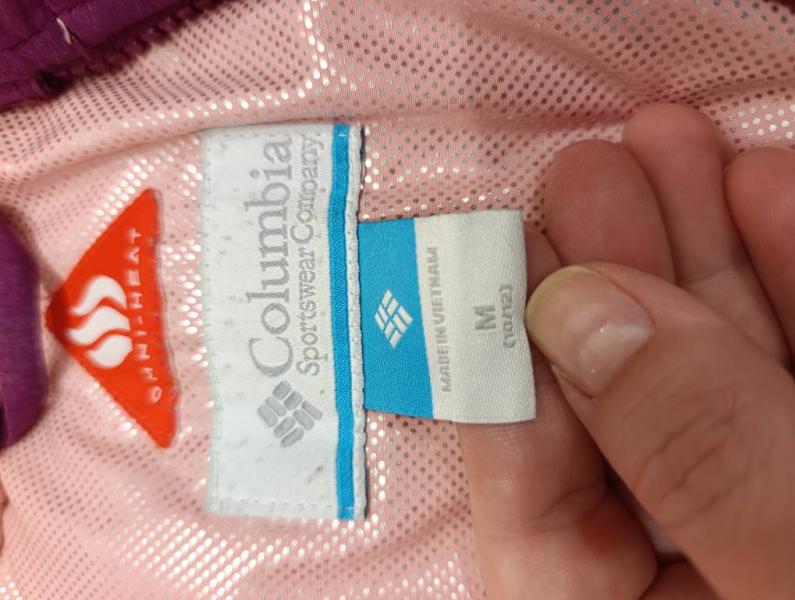 OMNI-HEAT
Columbia
Sportswear Company
MADE IN VIETNAM
M
(10/12)